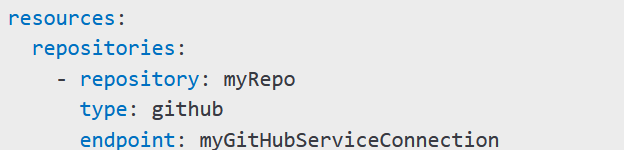 resources:
  repositories:
    - repository: myRepo
      type: github
      endpoint: myGitHubServiceConnection